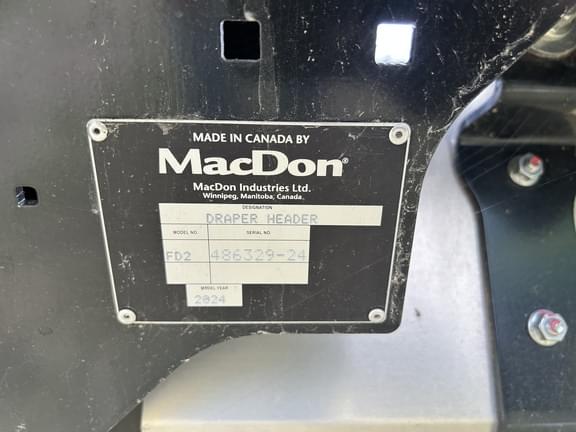 MADE IN CANADA BY
MacDon®
MacDon Industries Ltd.
Winnipeg, Manitoba, Canada.
DESIGNATION
DRAPER HEADER
MODEL NO. SERIAL NO.
FD2 486329-24
MODEL YEAR
2024